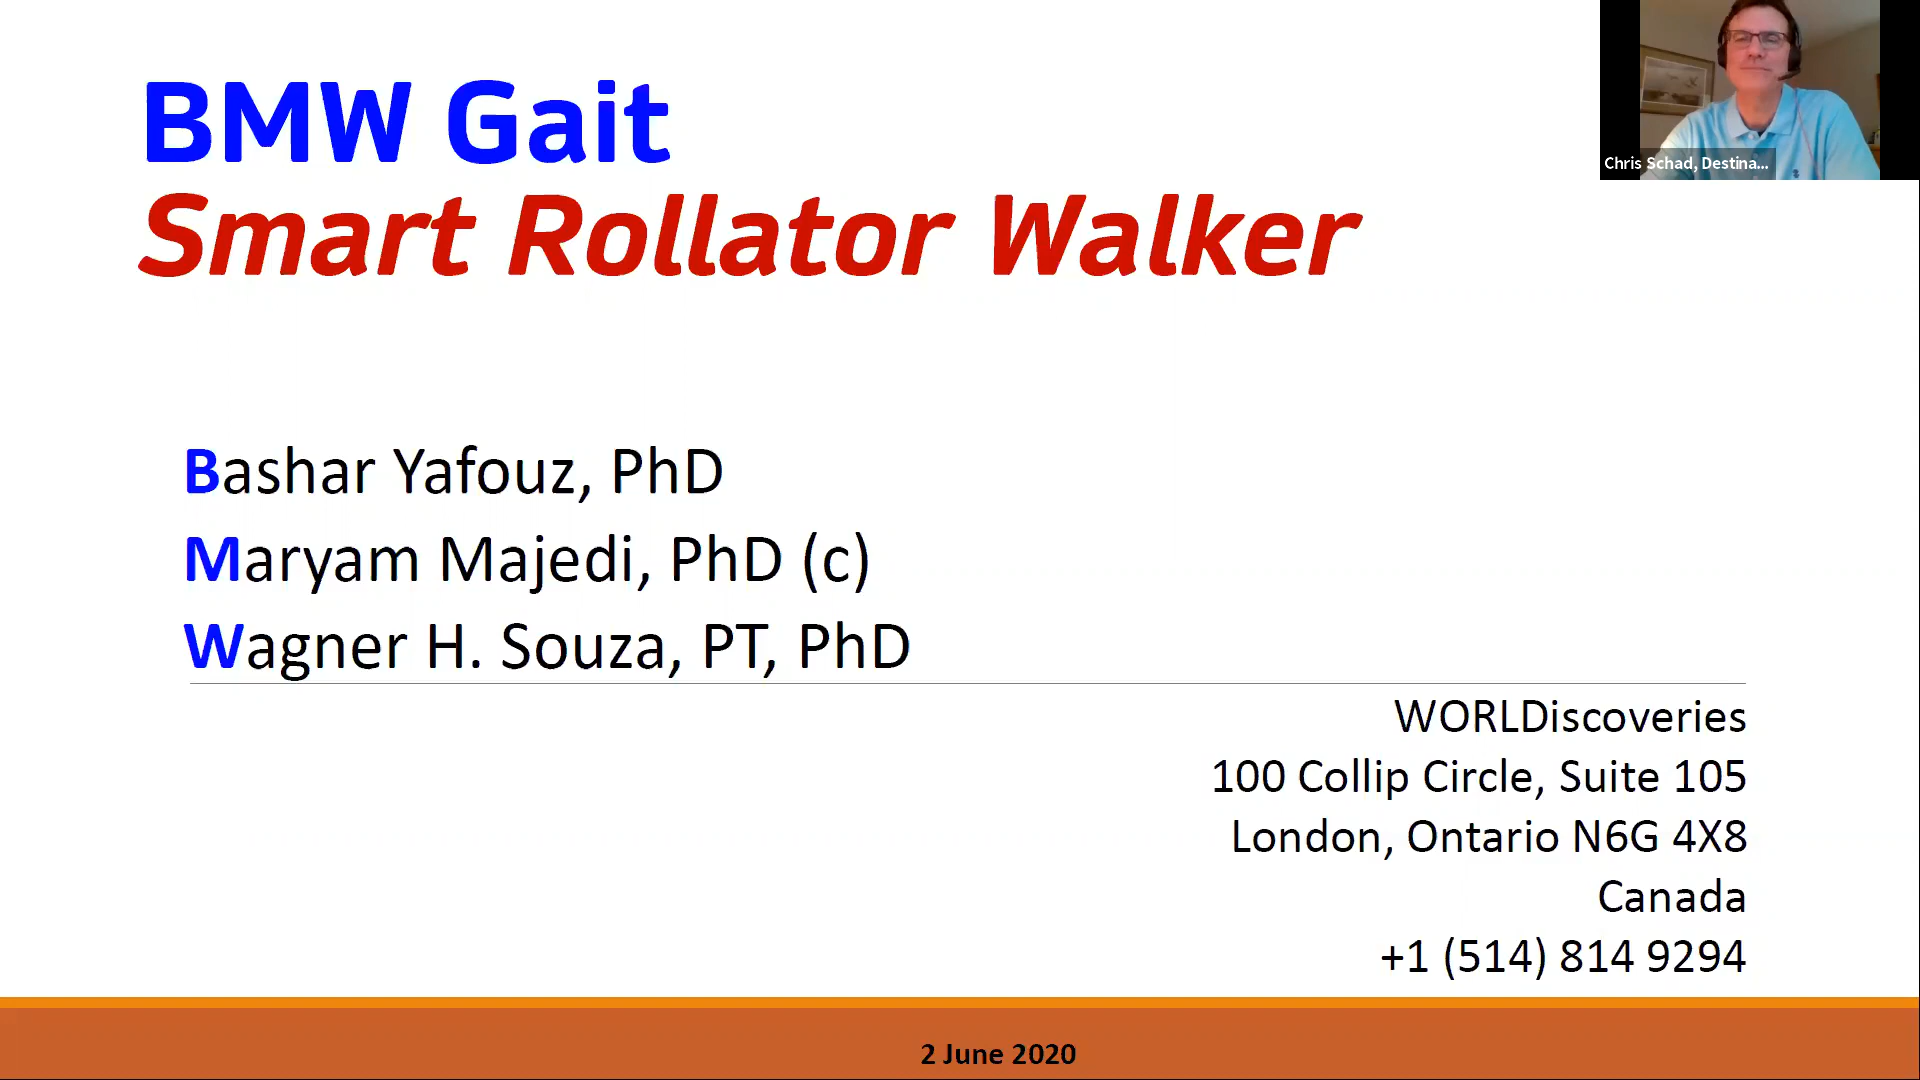 BMW Gait
Smart Rollator Walker
Chris Schad, Destina...
Bashar Yafouz, PhD
Maryam Majedi, PhD (c)
Wagner H. Souza, PT, PhD
WORLDiscoveries
100 Collip Circle, Suite 105
London, Ontario N6G 4X8
Canada
+1 (514) 814 9294
2 June 2020